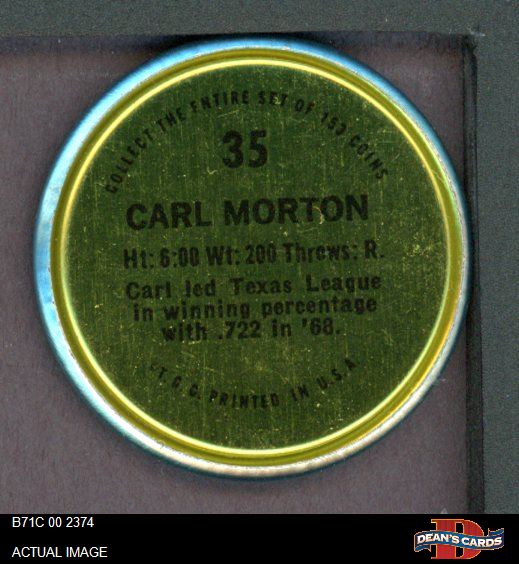 COLLECT THE ENTIRE SET OF 153 COINS
35
CARL MORTON
Ht: 6:00 Wt: 200 Throws: R.
Carl led Texas League
in winning percentage
with .722 in '68.
T.C.G. PRINTED IN U.S.A.
B71C 00 2374
ACTUAL IMAGE
D
DEAN'S CARDS